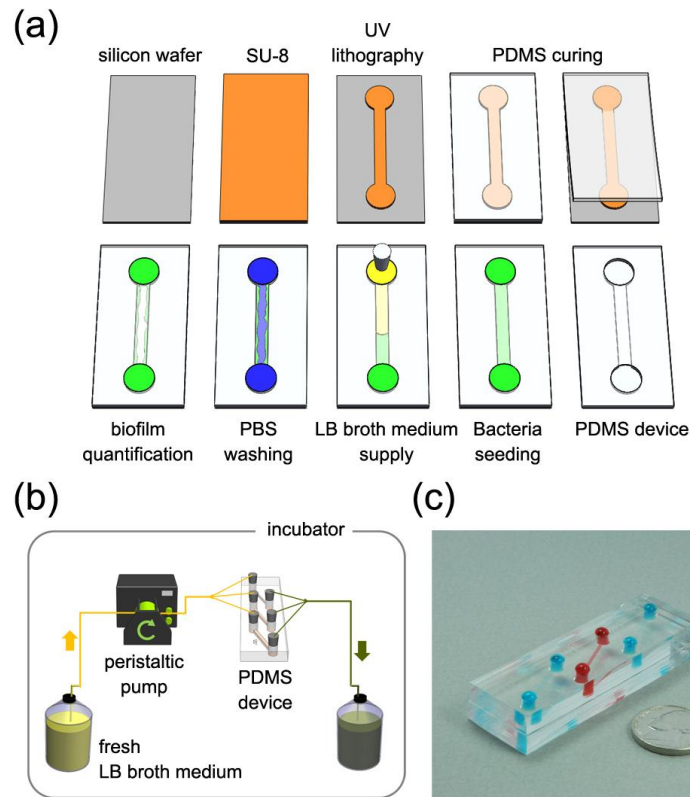 (a)
silicon wafer
SU-8
UV
lithography
PDMS curing
biofilm
quantification
PBS
washing
LB broth medium
supply
Bacteria
seeding
PDMS device
(b)
incubator
peristaltic
pump
PDMS
device
fresh
LB broth medium
(c)